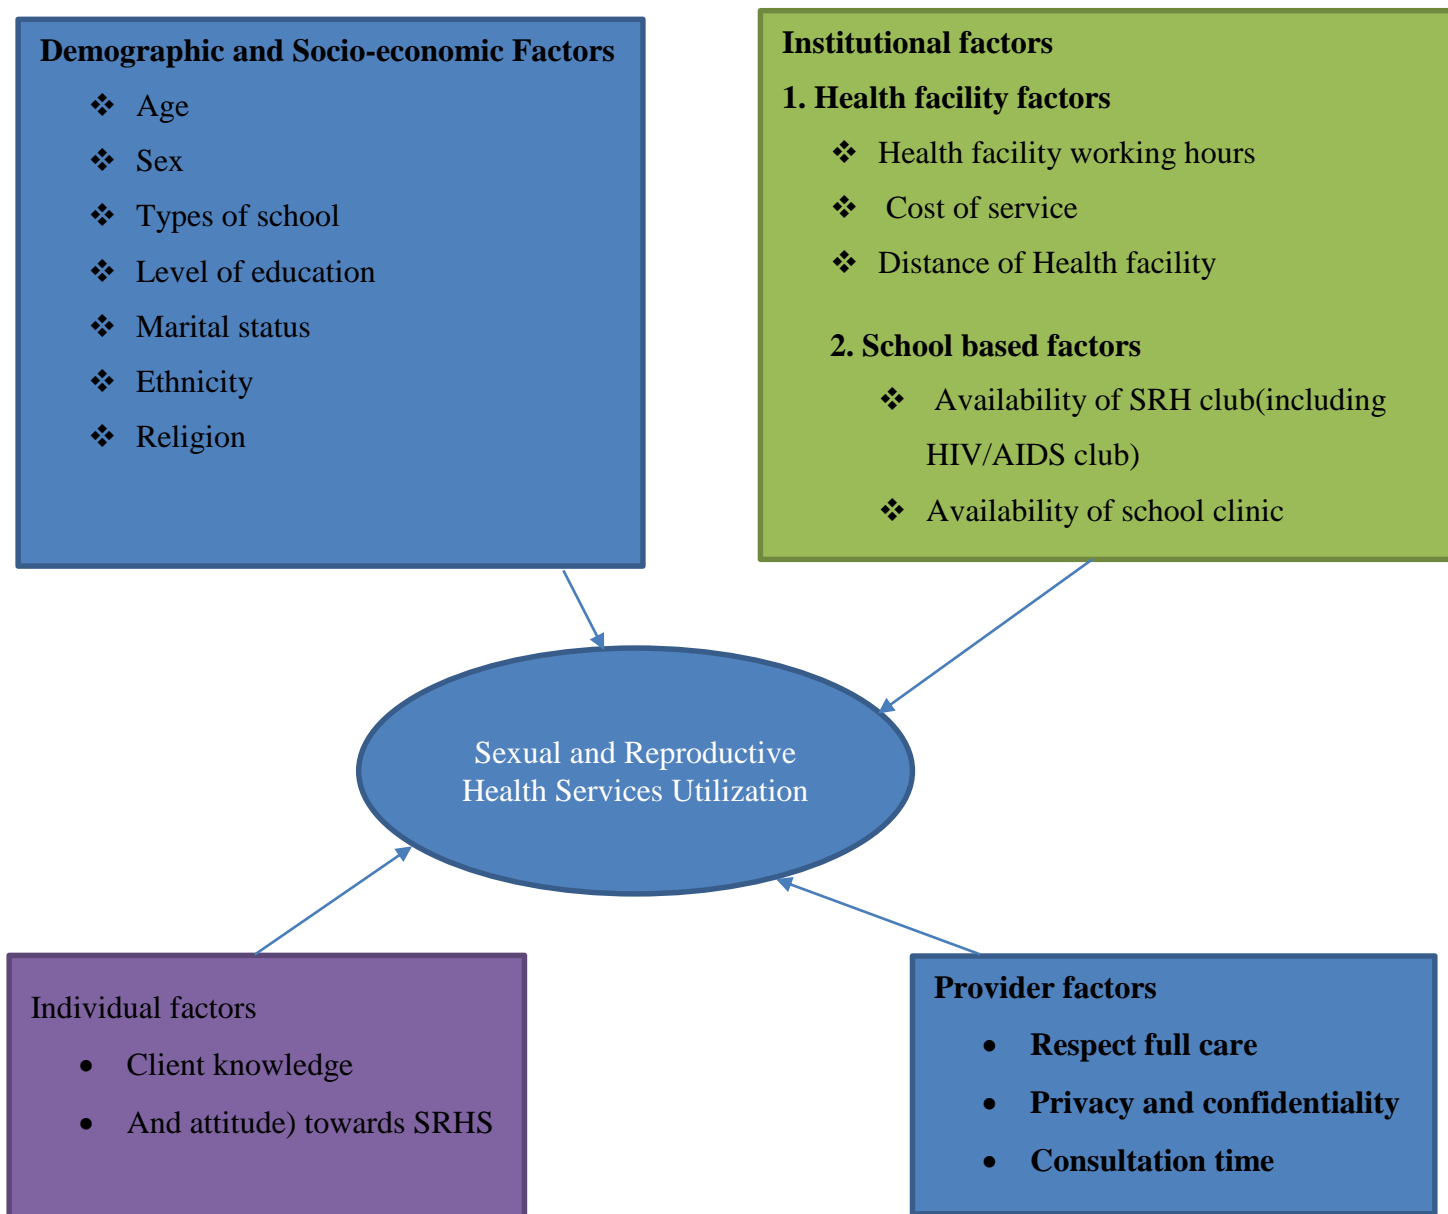 Demographic and Socio-economic Factors
❖ Age
❖ Sex
❖ Types of school
❖ Level of education
❖ Marital status
❖ Ethnicity
❖ Religion
Institutional factors
1. Health facility factors
❖ Health facility working hours
❖ Cost of service
❖ Distance of Health facility
2. School based factors
❖ Availability of SRH club(including
HIV/AIDS club)
❖ Availability of school clinic
Sexual and Reproductive
Health Services Utilization
Individual factors
• Client knowledge
• And attitude) towards SRHS
Provider factors
• Respect full care
• Privacy and confidentiality
• Consultation time